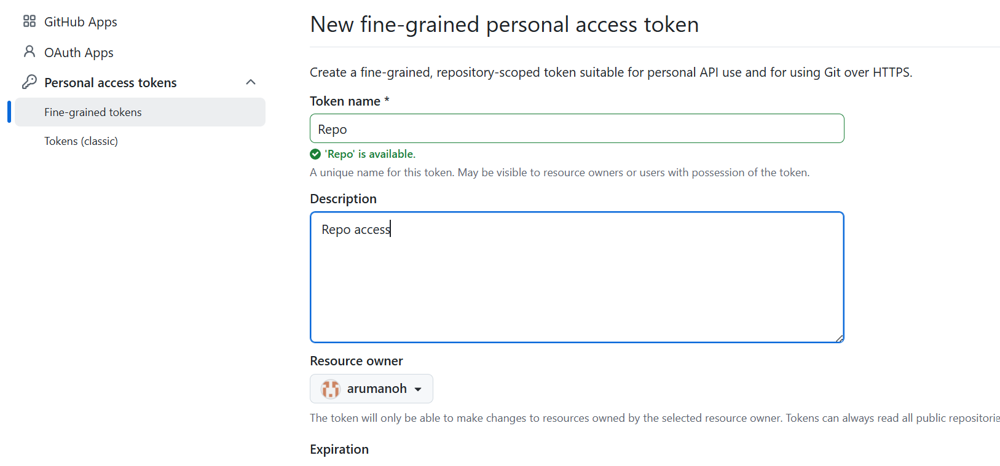 GitHub Apps
OAuth Apps
Personal access tokens
Fine-grained tokens
Tokens (classic)
New fine-grained personal access token
Create a fine-grained, repository-scoped token suitable for personal API use and for using Git over HTTPS.
Token name *
Repo
'Repo' is available.
A unique name for this token. May be visible to resource owners or users with possession of the token.
Description
Repo access
Resource owner
arumanoh
The token will only be able to make changes to resources owned by the selected resource owner. Tokens can always read all public
Expiration